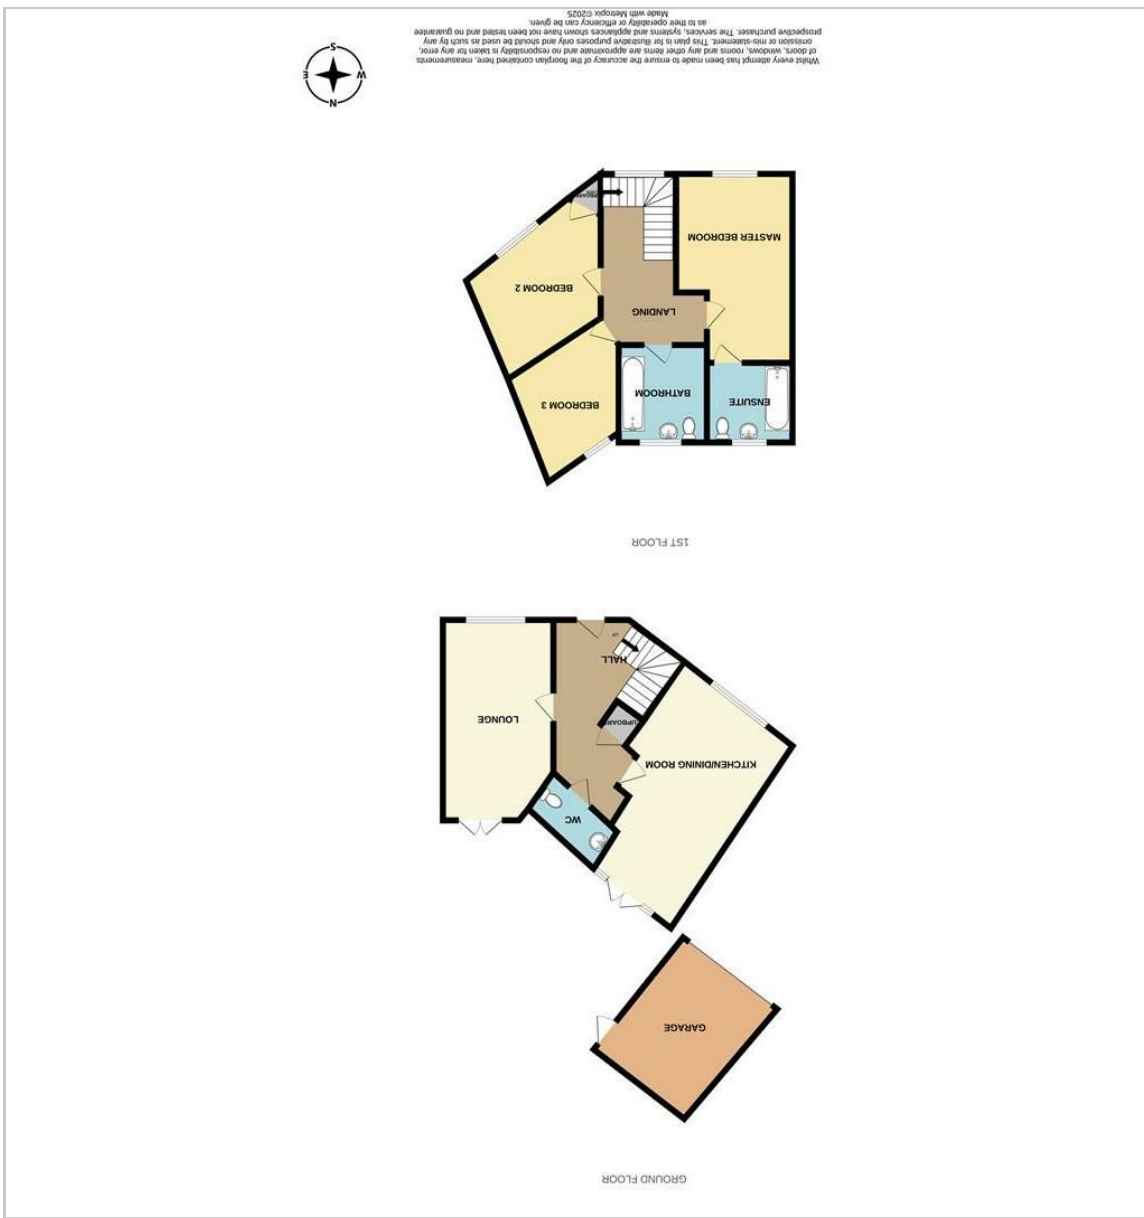 GROUND FLOOR
GARAGE
WC
KITCHEN/DINING ROOM
CUPBOARD
LOUNGE
HALL
UP
1ST FLOOR
BEDROOM 3
ENSUITE
BATHROOM
LANDING
BEDROOM 2
MASTER BEDROOM
N
W
E
S
Whilst every attempt has been made to ensure the accuracy of the floorplan contained here, measurements
of doors, windows, rooms and any other items are approximate and no responsibility is taken for any error,
omission or mis-statement. This plan is for illustrative purposes only and should be used as such by any
prospective purchaser. The services, systems and appliances shown have not been tested and no guarantee
as to their operability or efficiency can be given.
Made with Metropix ©2025